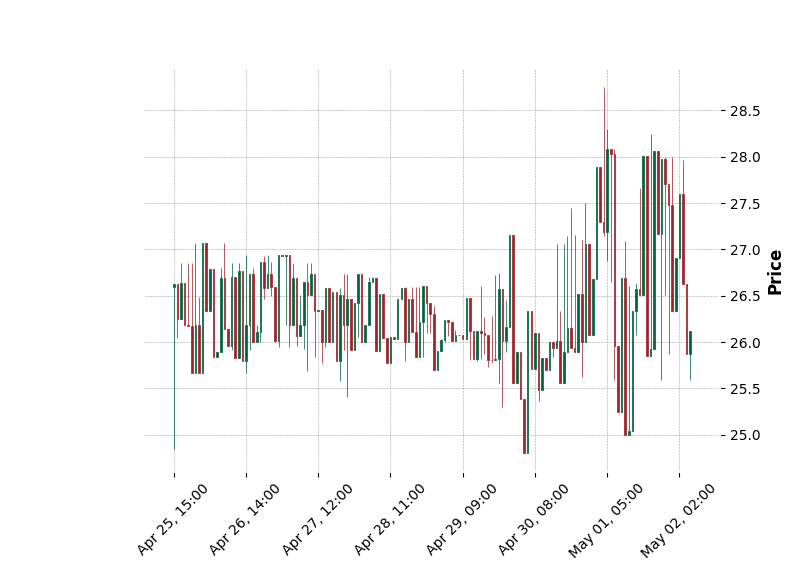 28.5
28.0
27.5
27.0
26.5
26.0
25.5
25.0
Price
Apr 25, 15:00
Apr 26, 14:00
Apr 27, 12:00
Apr 28, 11:00
Apr 29, 09:00
Apr 30, 08:00
May 01, 05:00
May 02, 02:00